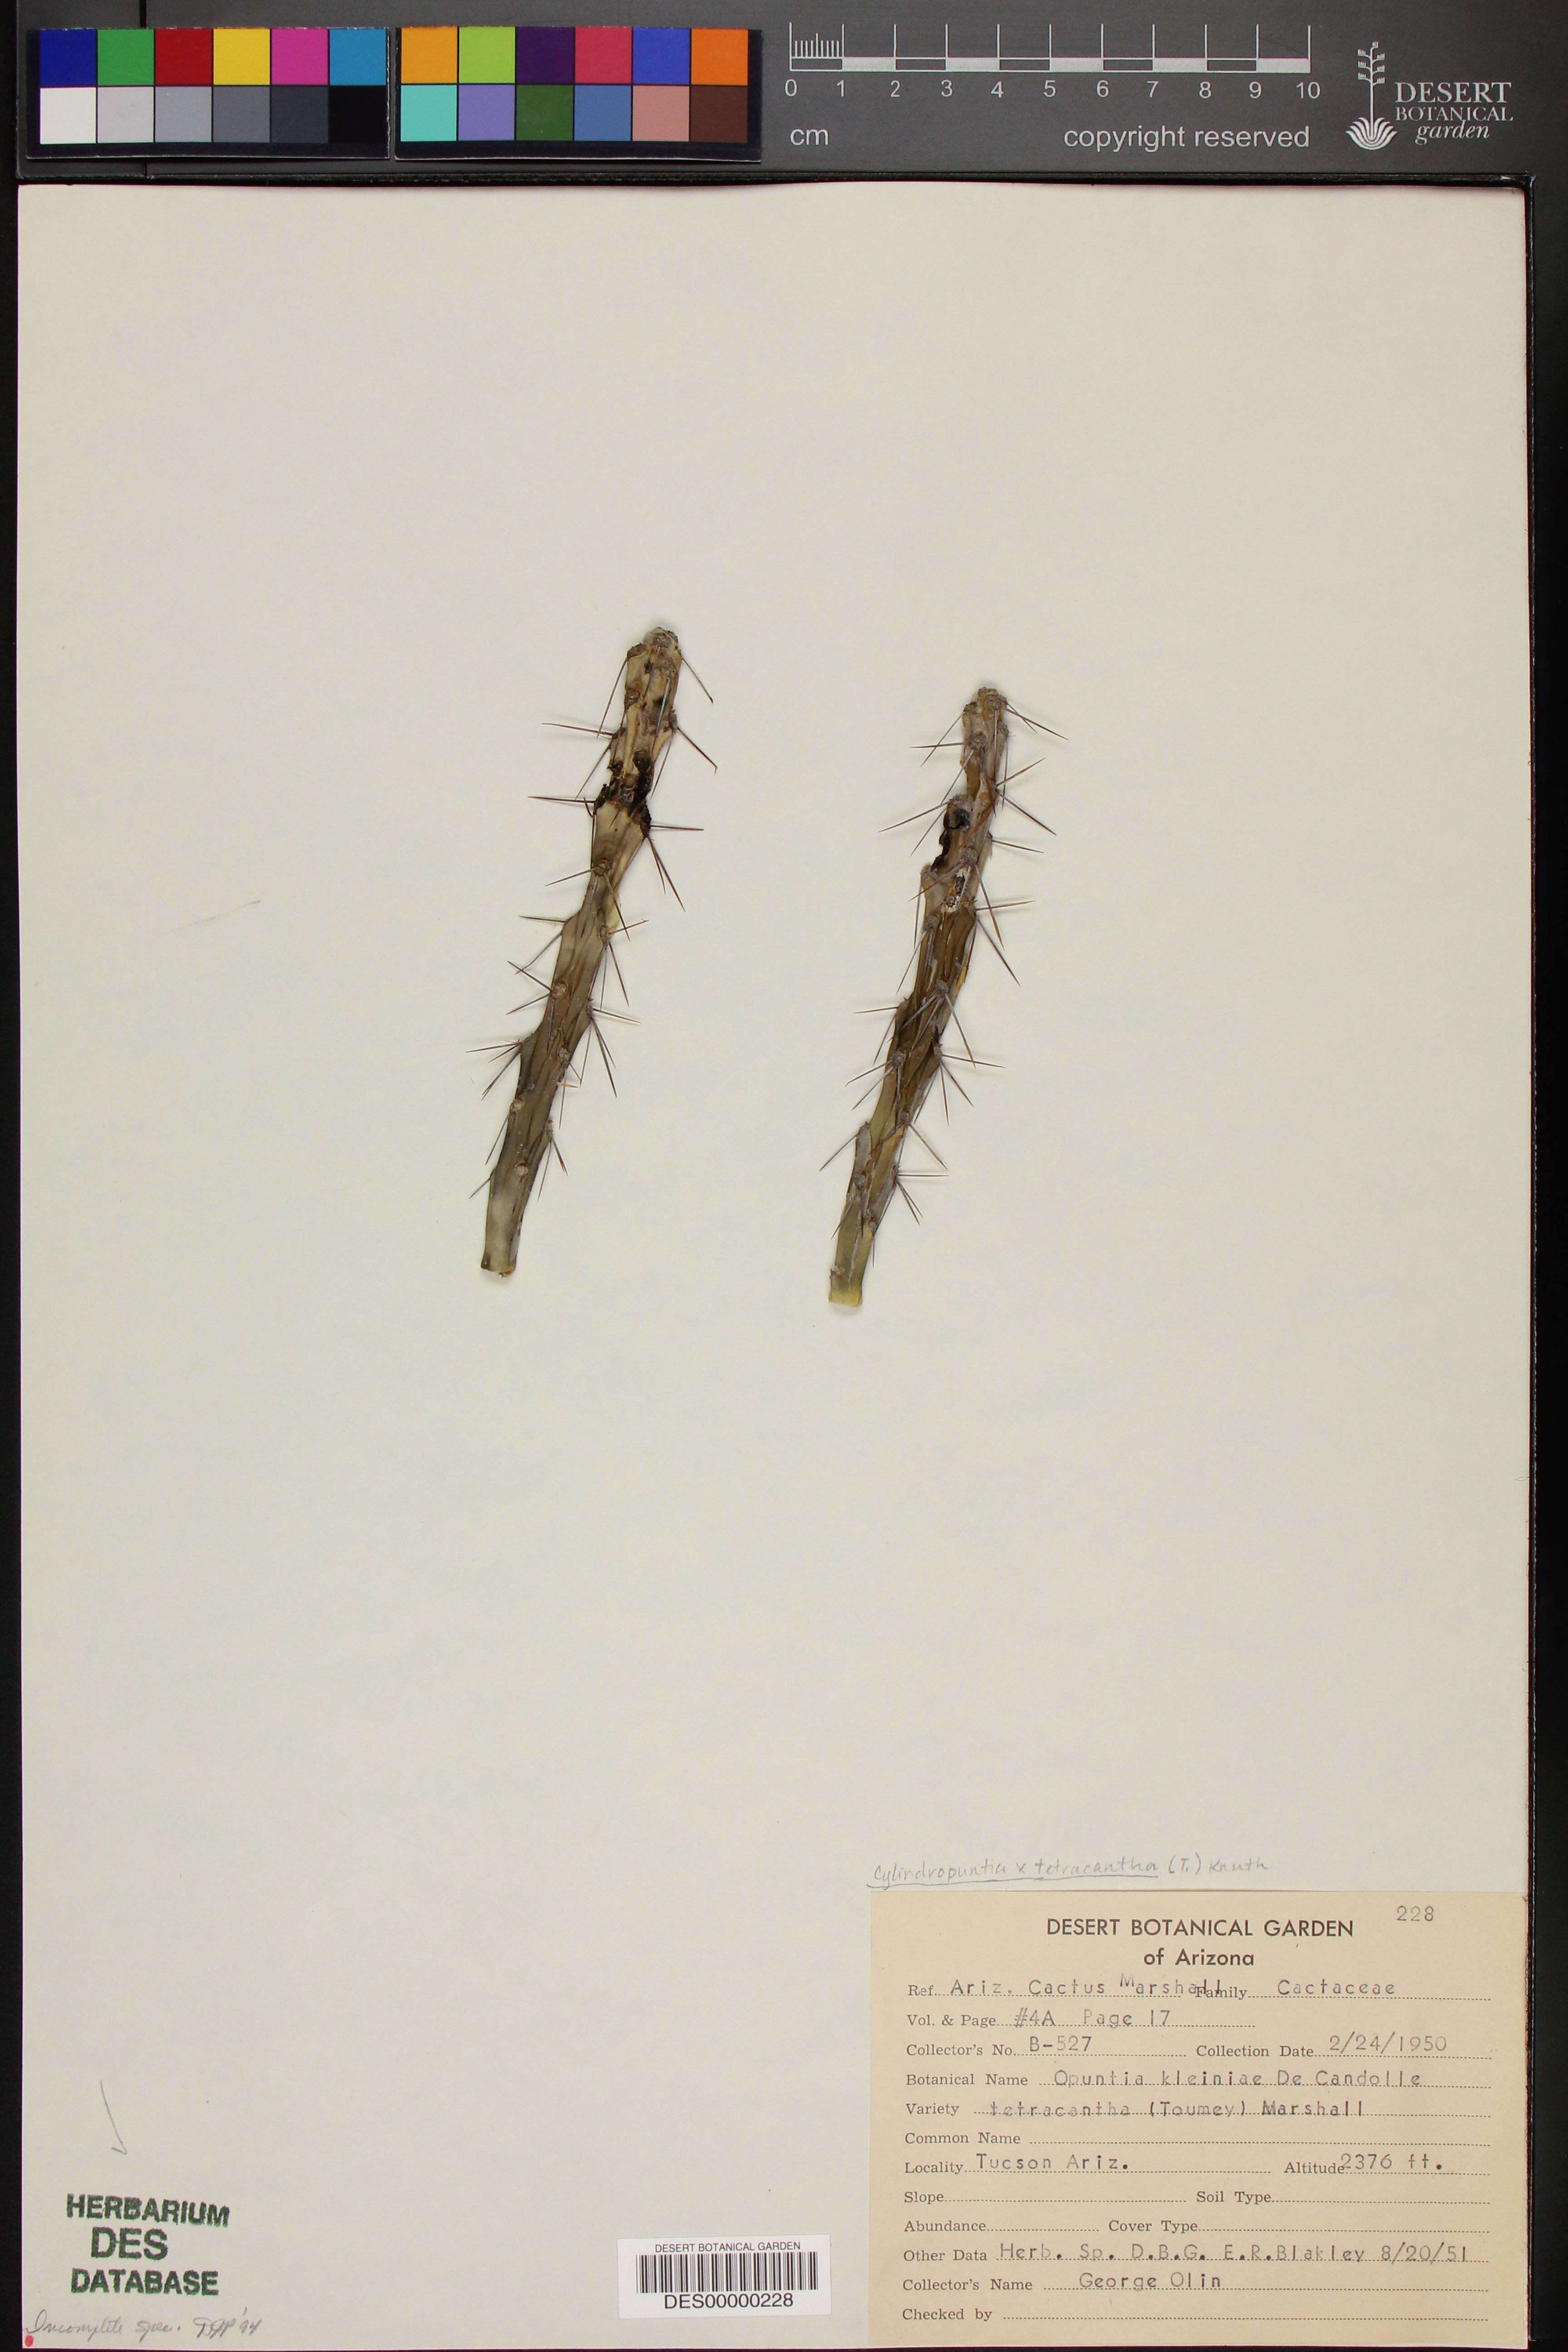 0 1 2 3 4 5 6 7 8 9 10
cm copyright reserved
DESERT
BOTANICAL
garden
Cylindropuntia x tetracantha (T.) Knuth
228
DESERT BOTANICAL GARDEN
of Arizona
Ref. Ariz. Cactus Marshall Family Cactaceae
Vol. & Page #4A Page 17
Collector's No. B-527 Collection Date 2/24/1950
Botanical Name Opuntia kleiniae De Candolle
Variety tetracantha (Toumey) Marshall
Common Name
Locality Tucson Ariz. Altitude 2376 ft.
Slope Soil Type
Abundance Cover Type
Other Data Herb. Sp. D.B.G. E.R.Blakley 8/20/51
Collector's Name George Olin
Checked by
HERBARIUM
DES
DATABASE
Incomplete spec. '94
DESERT BOTANICAL GARDEN
DES00000228